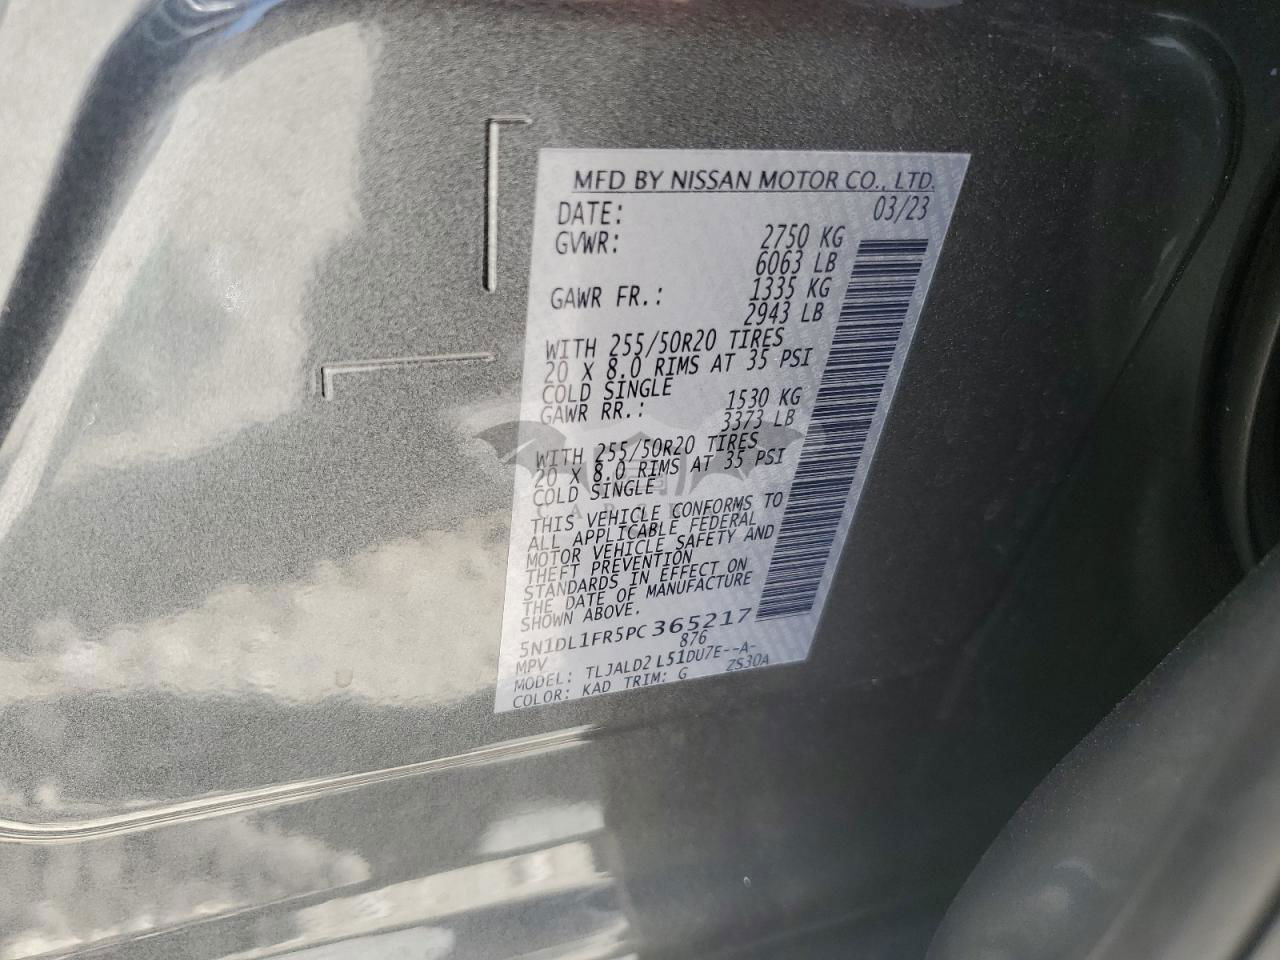 MFD BY NISSAN MOTOR CO., LTD.
DATE: 03/23
GVWR: 2750 KG
6063 LB
GAWR FR.: 1335 KG
2943 LB
WITH 255/50R20 TIRES
20 X 8.0 RIMS AT 35 PSI
COLD SINGLE
GAWR RR.: 1530 KG
3373 LB
WITH 255/50R20 TIRES
20 X 8.0 RIMS AT 35 PSI
COLD SINGLE
THIS VEHICLE CONFORMS TO
ALL APPLICABLE FEDERAL
MOTOR VEHICLE SAFETY AND
THEFT PREVENTION
STANDARDS IN EFFECT ON
THE DATE OF MANUFACTURE
SHOWN ABOVE.
5N1DL1FR5PC365217
MPV 876
MODEL: TLJALD2 L51DU7E--A-
COLOR: KAD TRIM: G ZS30A